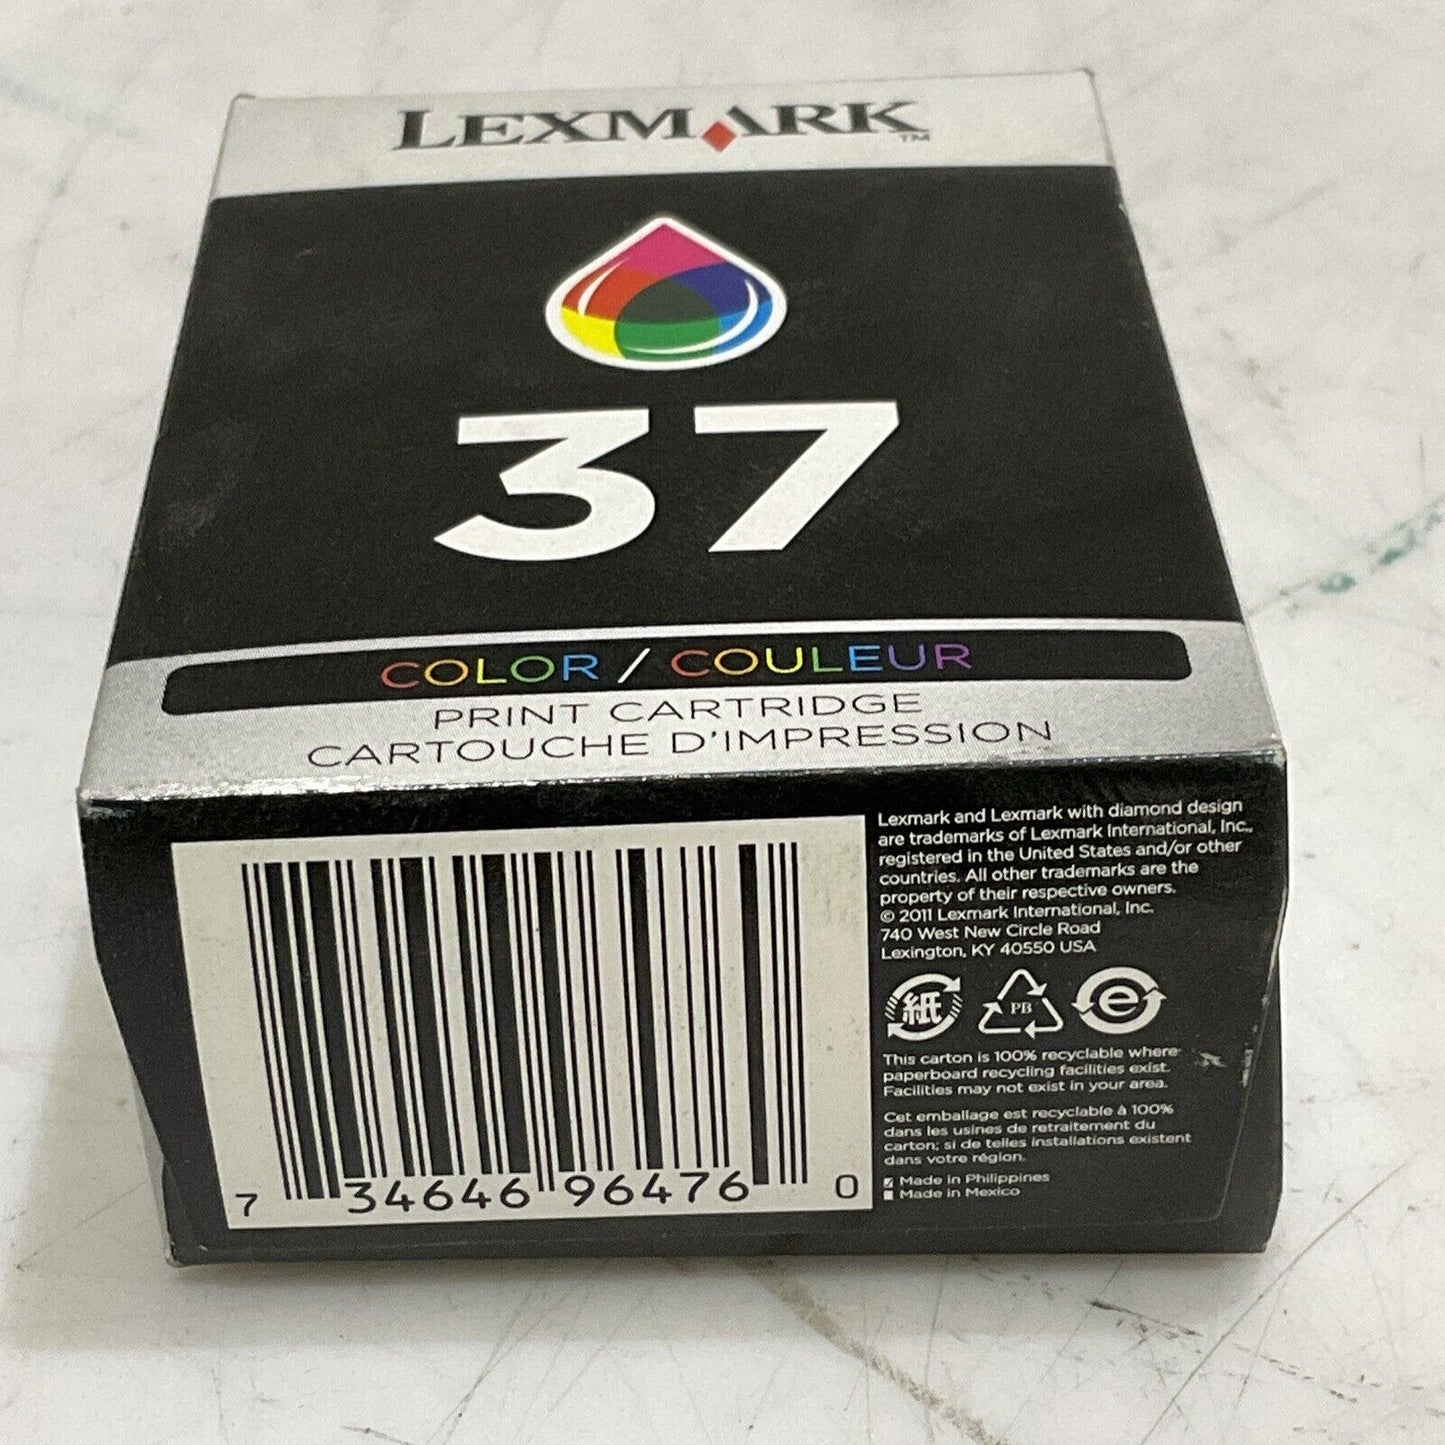 LEXMARK™
37
COLOR / COULEUR
PRINT CARTRIDGE
CARTOUCHE D'IMPRESSION
7 34646 96476 0
Lexmark and Lexmark with diamond design
are trademarks of Lexmark International, Inc.,
registered in the United States and/or other
countries. All other trademarks are the
property of their respective owners.
© 2011 Lexmark International, Inc.
740 West New Circle Road
Lexington, KY 40550 USA
紙 PB e
This carton is 100% recyclable where
paperboard recycling facilities exist.
Facilities may not exist in your area.
Cet emballage est recyclable à 100%
dans les usines de retraitement du
carton; si de telles installations existent
dans votre région.
Made in Philippines
Made in Mexico